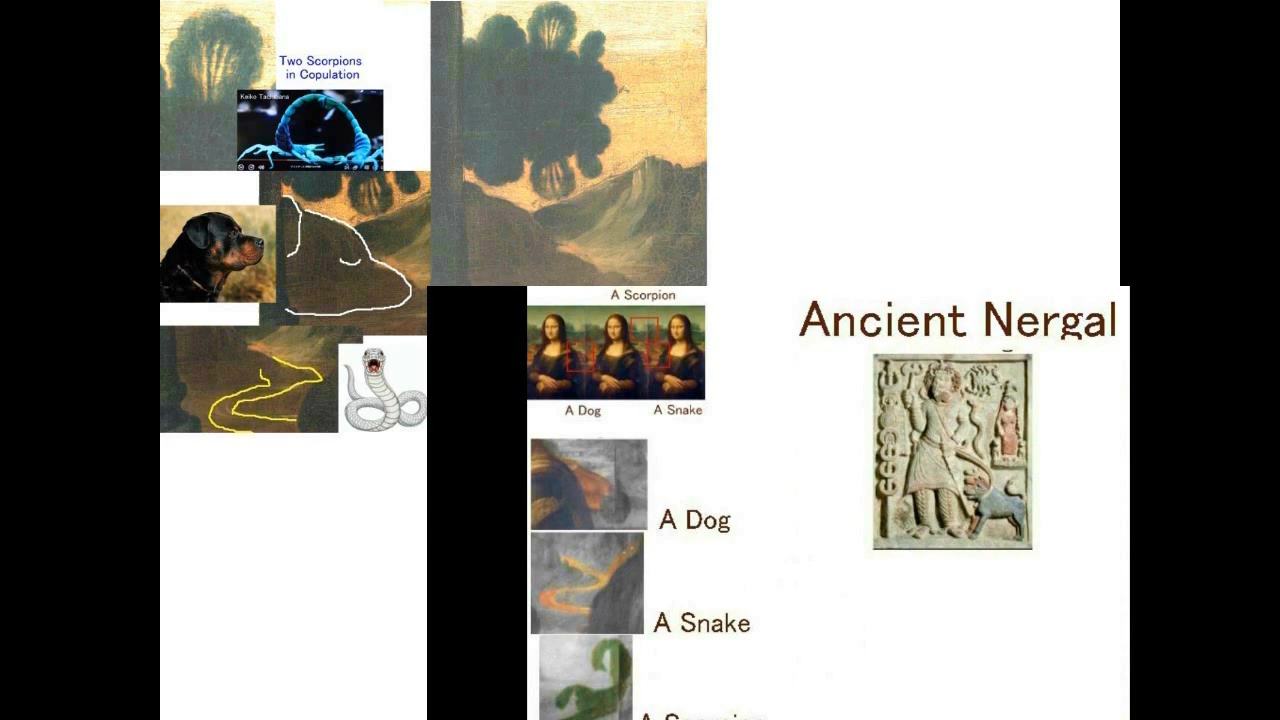 Two Scorpions
in Copulation
A Scorpion
A Dog
A Snake
Ancient Nergal
A Dog
A Snake